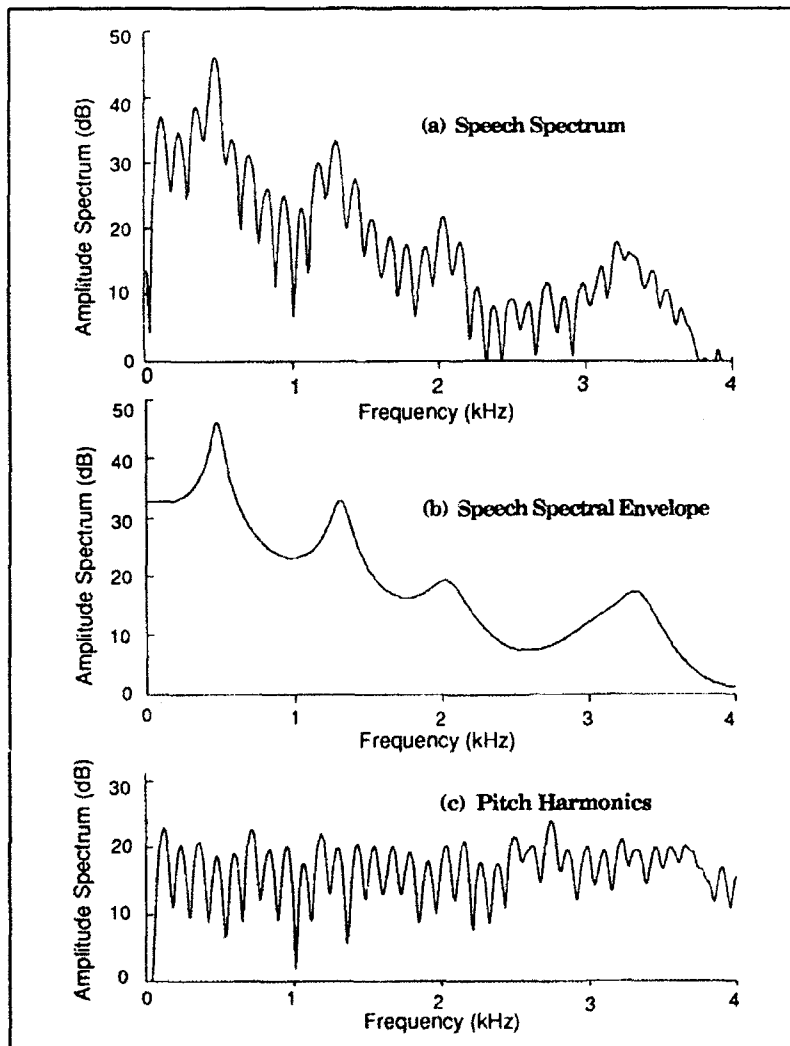 50
40
30
20
10
0
Amplitude Spectrum (dB)
(a) Speech Spectrum
0 1 2 3 4
Frequency (kHz)
50
40
30
20
10
0
Amplitude Spectrum (dB)
(b) Speech Spectral Envelope
0 1 2 3 4
Frequency (kHz)
30
20
10
0
Amplitude Spectrum (dB)
(c) Pitch Harmonics
0 1 2 3 4
Frequency (kHz)